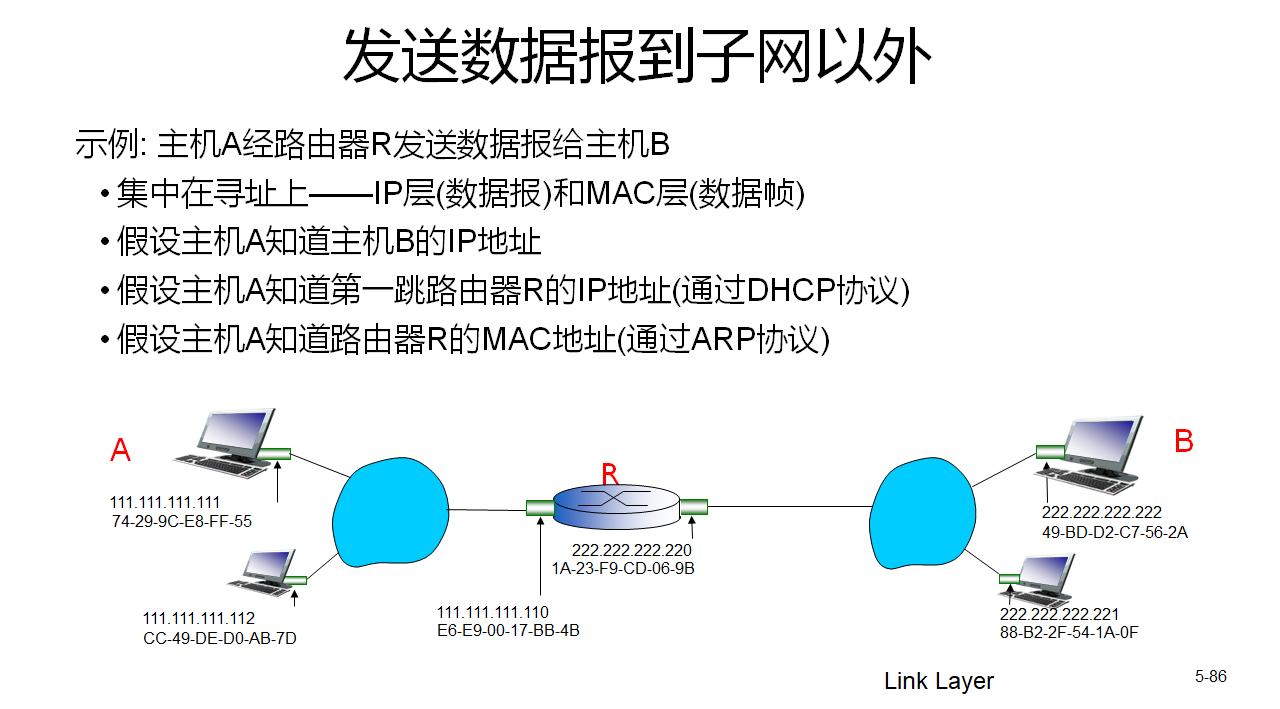 发送数据报到子网以外
示例: 主机A经路由器R发送数据报给主机B
• 集中在寻址上——IP层(数据报)和MAC层(数据帧)
• 假设主机A知道主机B的IP地址
• 假设主机A知道第一跳路由器R的IP地址(通过DHCP协议)
• 假设主机A知道路由器R的MAC地址(通过ARP协议)
A
111.111.111.111
74-29-9C-E8-FF-55
111.111.111.112
CC-49-DE-D0-AB-7D
R
222.222.222.220
1A-23-F9-CD-06-9B
111.111.111.110
E6-E9-00-17-BB-4B
B
222.222.222.222
49-BD-D2-C7-56-2A
222.222.222.221
88-B2-2F-54-1A-0F
Link Layer
5-86